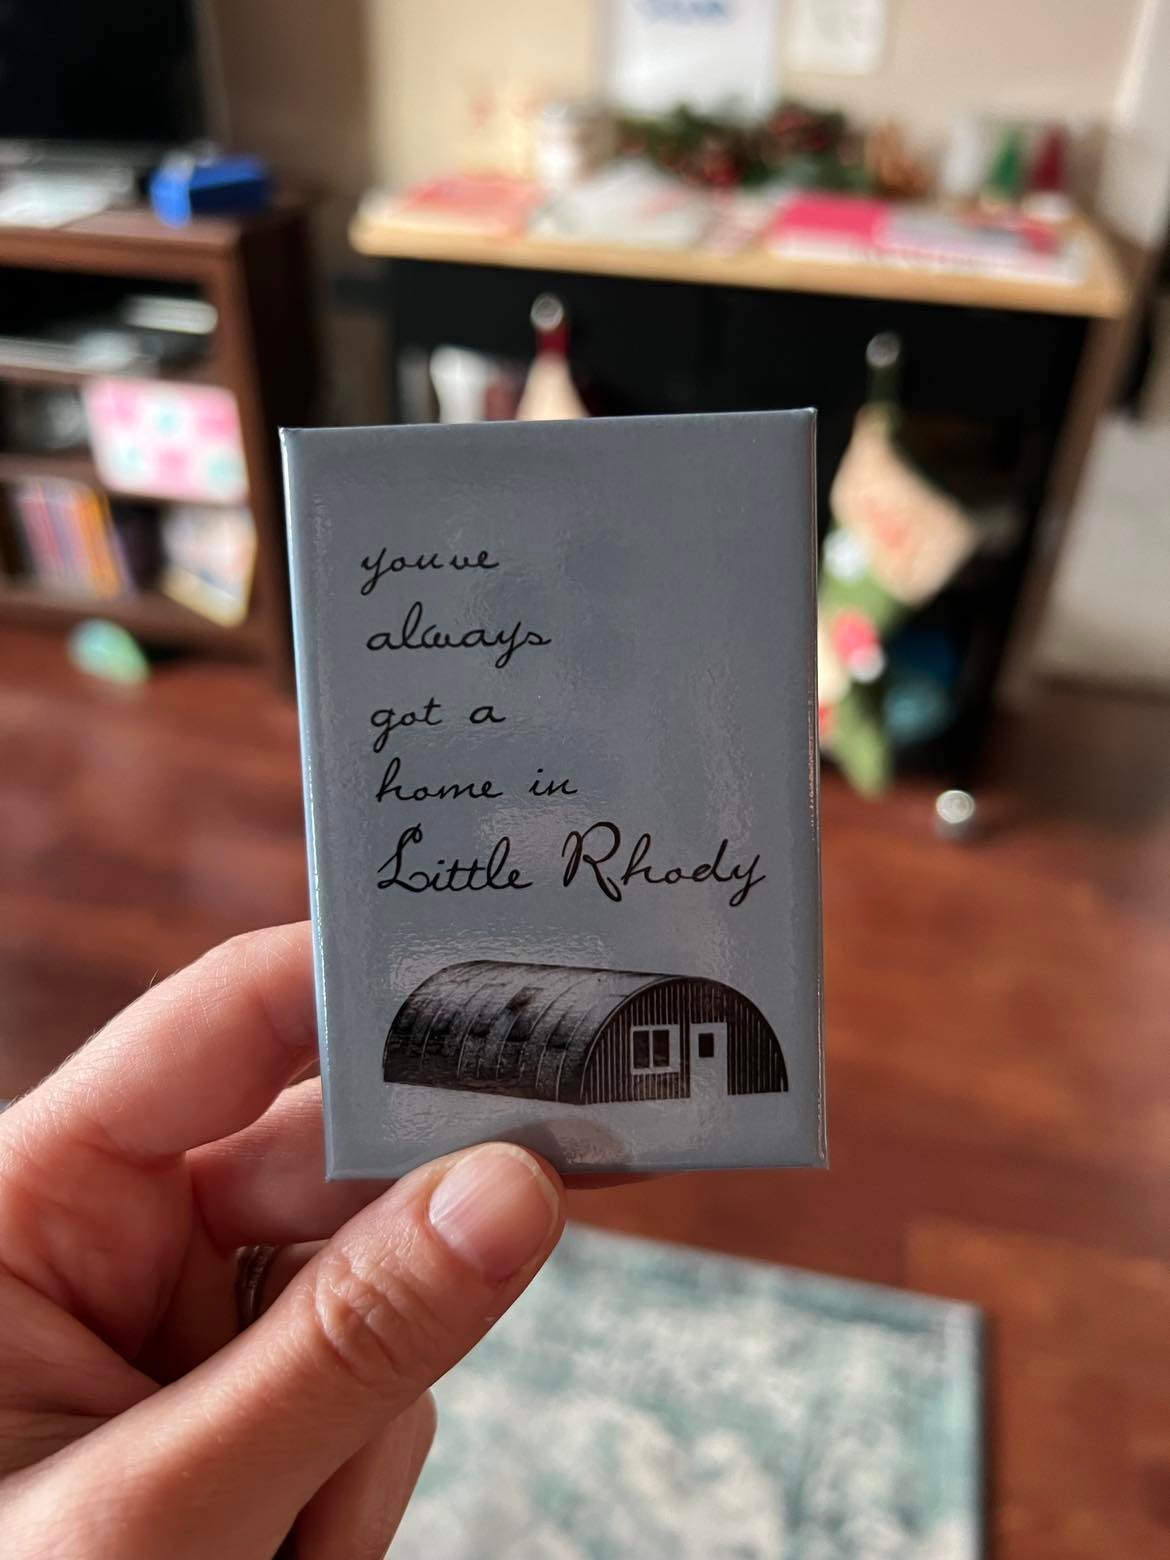 youve
always
got a
home in
Little Rhody